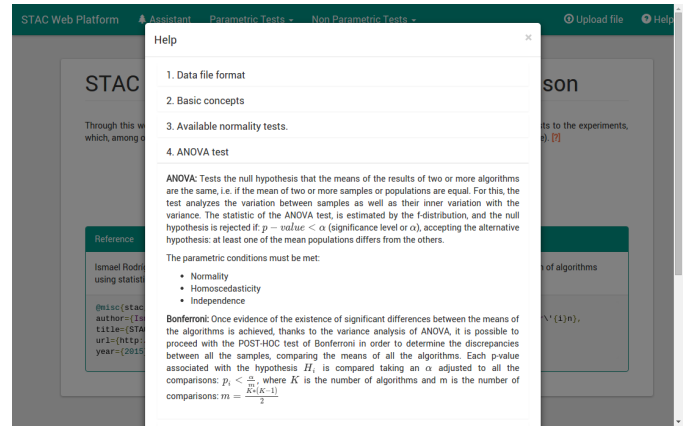 STAC Web Platform Assistant Parametric Tests Non Parametric Tests Upload file Help
Help ×
STAC son
1. Data file format
2. Basic concepts
3. Available normality tests.
4. ANOVA test
Through this w ts to the experiments,
which, among o e). [?]
ANOVA: Tests the null hypothesis that the means of the results of two or more algorithms
are the same, i.e. if the mean of two or more samples or populations are equal. For this, the
test analyzes the variation between samples as well as their inner variation with the
variance. The statistic of the ANOVA test, is estimated by the f-distribution, and the null
hypothesis is rejected if: p − value < α (significance level or α), accepting the alternative
hypothesis: at least one of the mean populations differs from the others.
The parametric conditions must be met:
• Normality
• Homoscedasticity
• Independence
Reference
Ismael Rodri n of algorithms
using statisti
Bonferroni: Once evidence of the existence of significant differences between the means of
the algorithms is achieved, thanks to the variance analysis of ANOVA, it is possible to
proceed with the POST-HOC test of Bonferroni in order to determine the discrepancies
between all the samples, comparing the means of all the algorithms. Each p-value
associated with the hypothesis H_i is compared taking an α adjusted to all the
comparisons: p_i < α/m, where K is the number of algorithms and m is the number of
comparisons: m = K*(K−1)/2
@misc{stac
author={Is \'{i}n},
title={STA
url={http:
year={2015